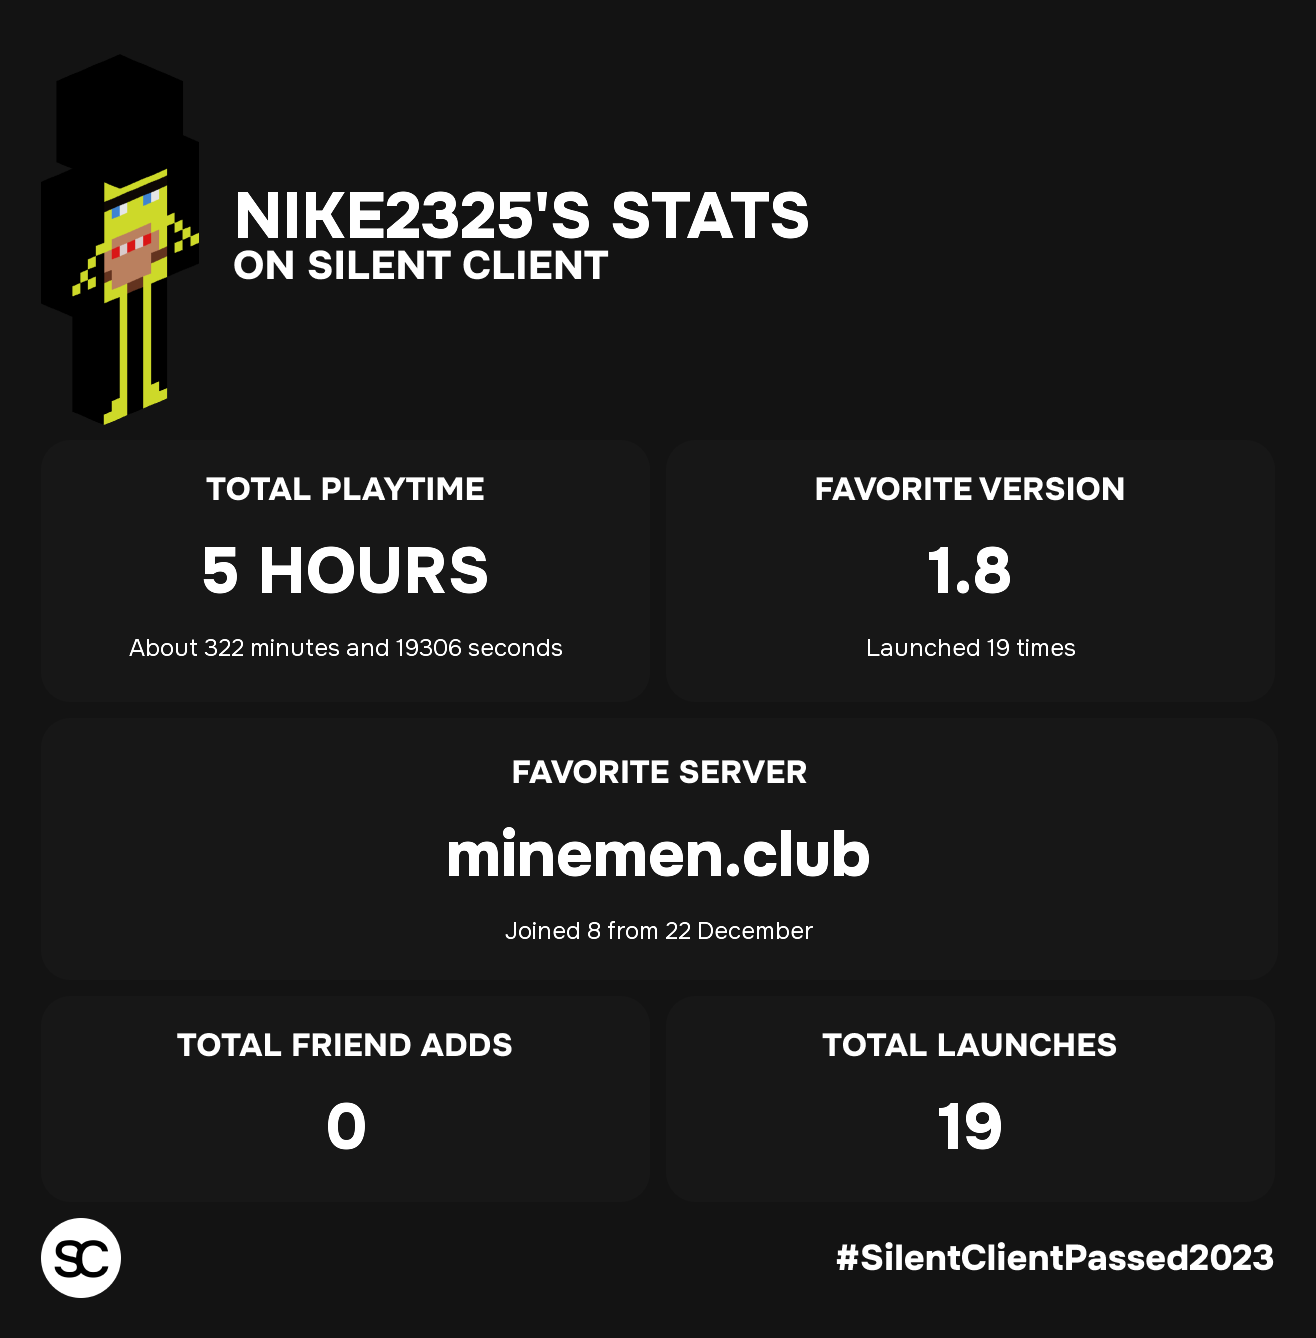 NIKE2325'S STATS
ON SILENT CLIENT
TOTAL PLAYTIME
5 HOURS
About 322 minutes and 19306 seconds
FAVORITE VERSION
1.8
Launched 19 times
FAVORITE SERVER
minemen.club
Joined 8 from 22 December
TOTAL FRIEND ADDS
0
TOTAL LAUNCHES
19
SC
#SilentClientPassed2023